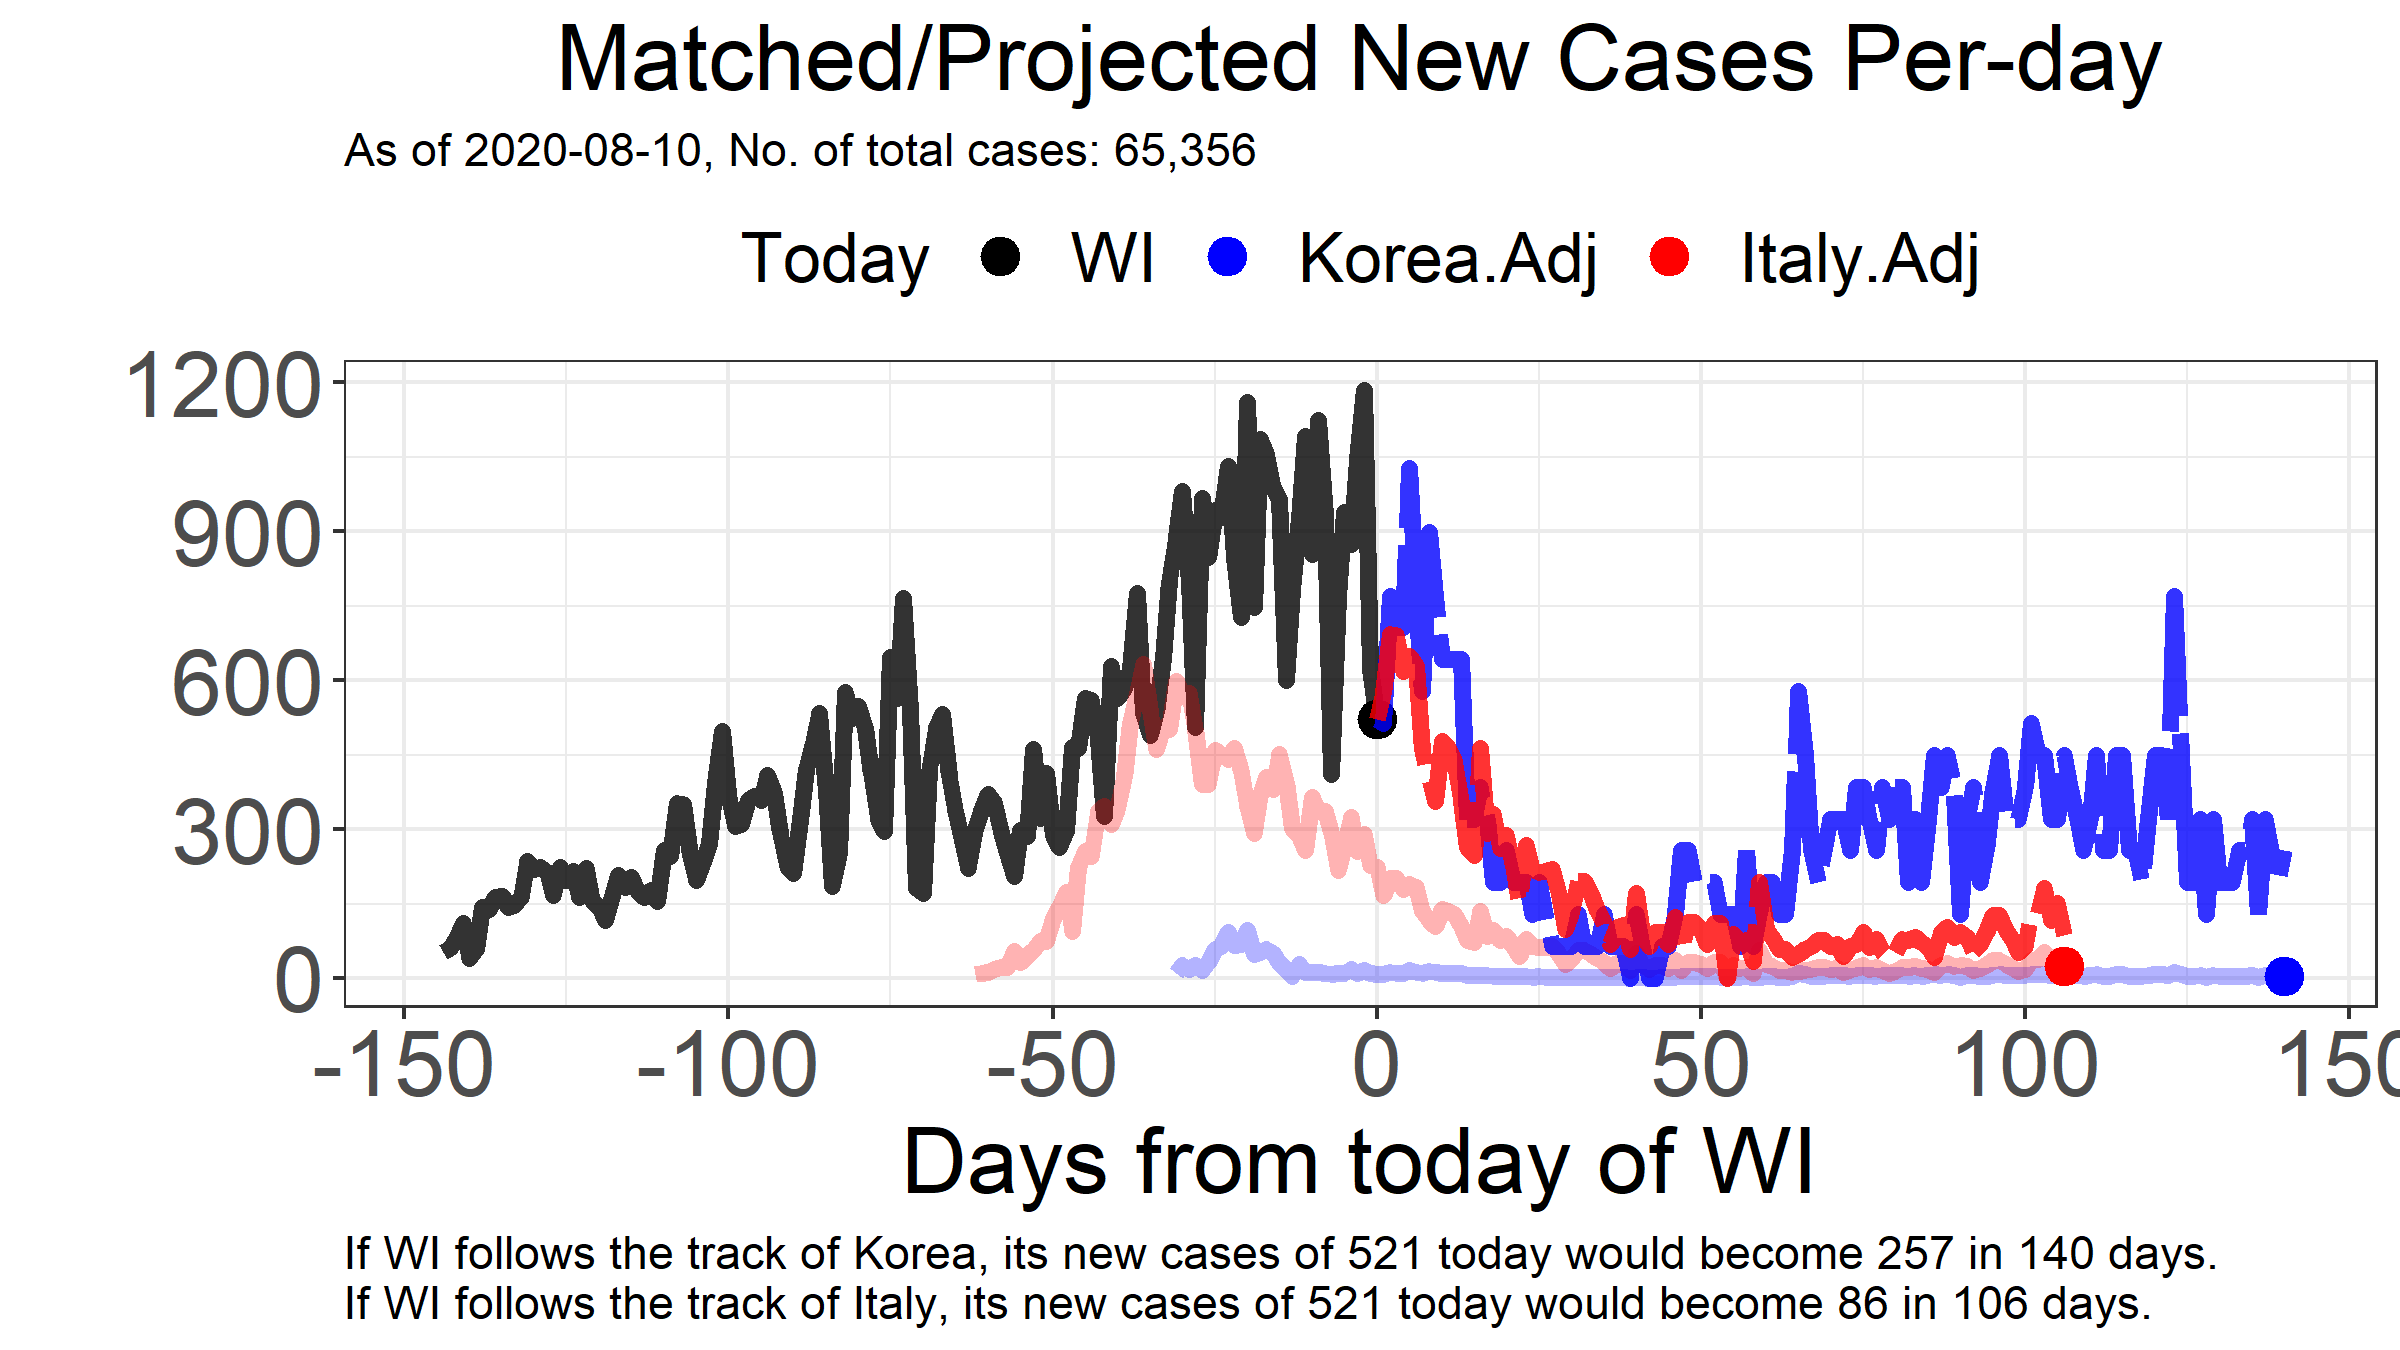 Matched/Projected New Cases Per-day
As of 2020-08-10, No. of total cases: 65,356
Today WI Korea.Adj Italy.Adj
1200
900
600
300
0
-150 -100 -50 0 50 100 150
Days from today of WI
If WI follows the track of Korea, its new cases of 521 today would become 257 in 140 days.
If WI follows the track of Italy, its new cases of 521 today would become 86 in 106 days.